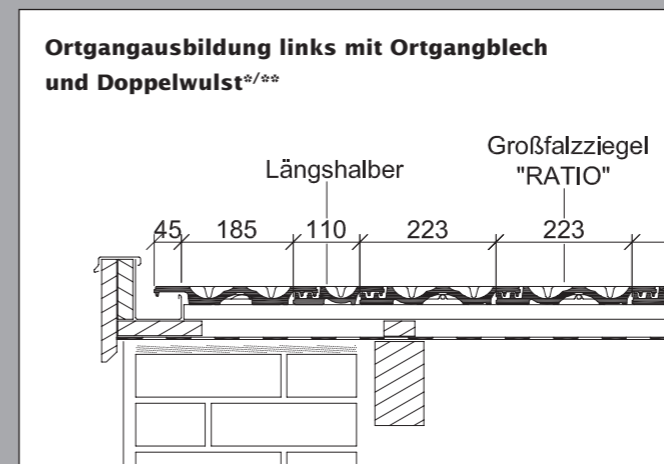 Ortgangausbildung links mit Ortgangblech
und Doppelwulst*/**
Großfalzziegel
"RATIO"
Längshalber
45 185 110 223 223